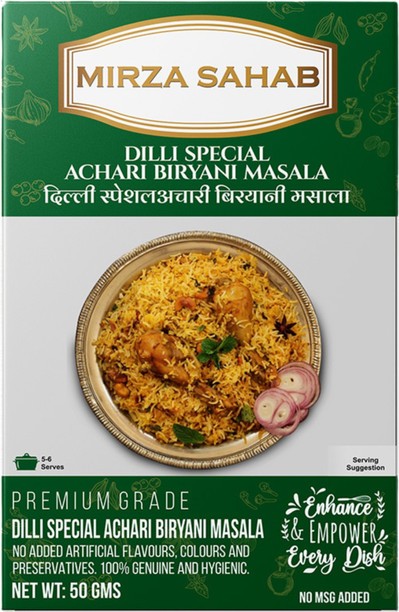 MIRZA SAHAB
DILLI SPECIAL
ACHARI BIRYANI MASALA
दिल्ली स्पेशलअचारी बिरयानी मसाला
5-6
Serves
Serving
Suggestion
PREMIUM GRADE
DILLI SPECIAL ACHARI BIRYANI MASALA
NO ADDED ARTIFICIAL FLAVOURS, COLOURS AND
PRESERVATIVES. 100% GENUINE AND HYGIENIC.
NET WT: 50 GMS
Enhance
& EMPOWER
Every Dish
NO MSG ADDED